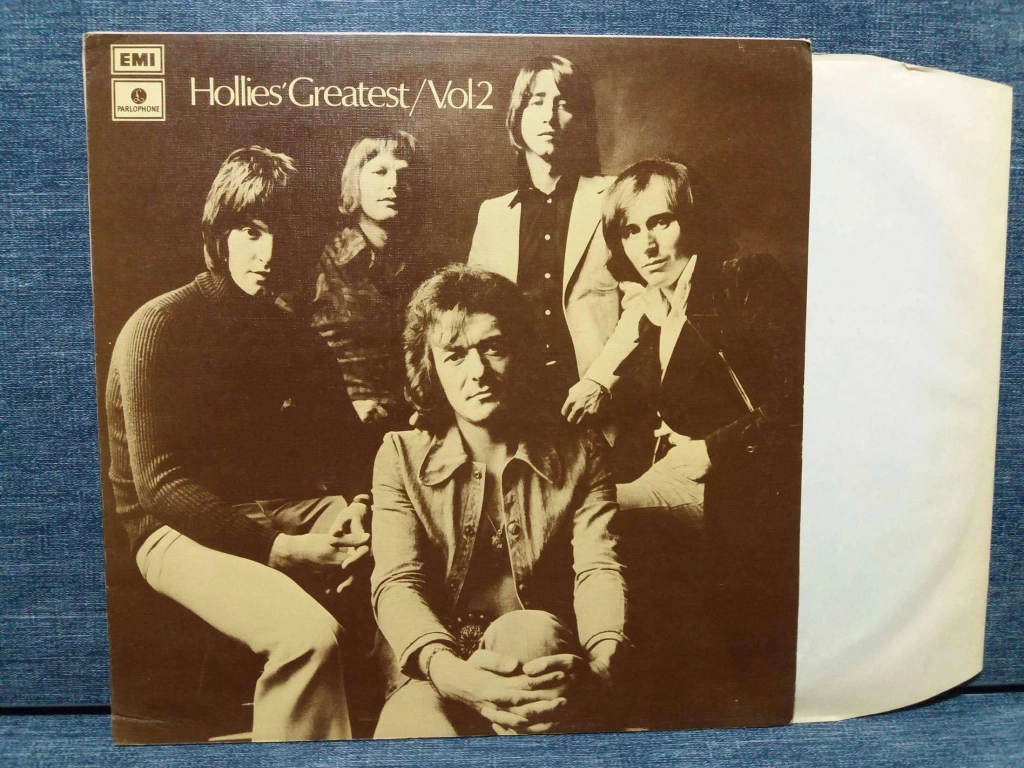 EMI
PARLOPHONE
Hollies' Greatest/Vol 2